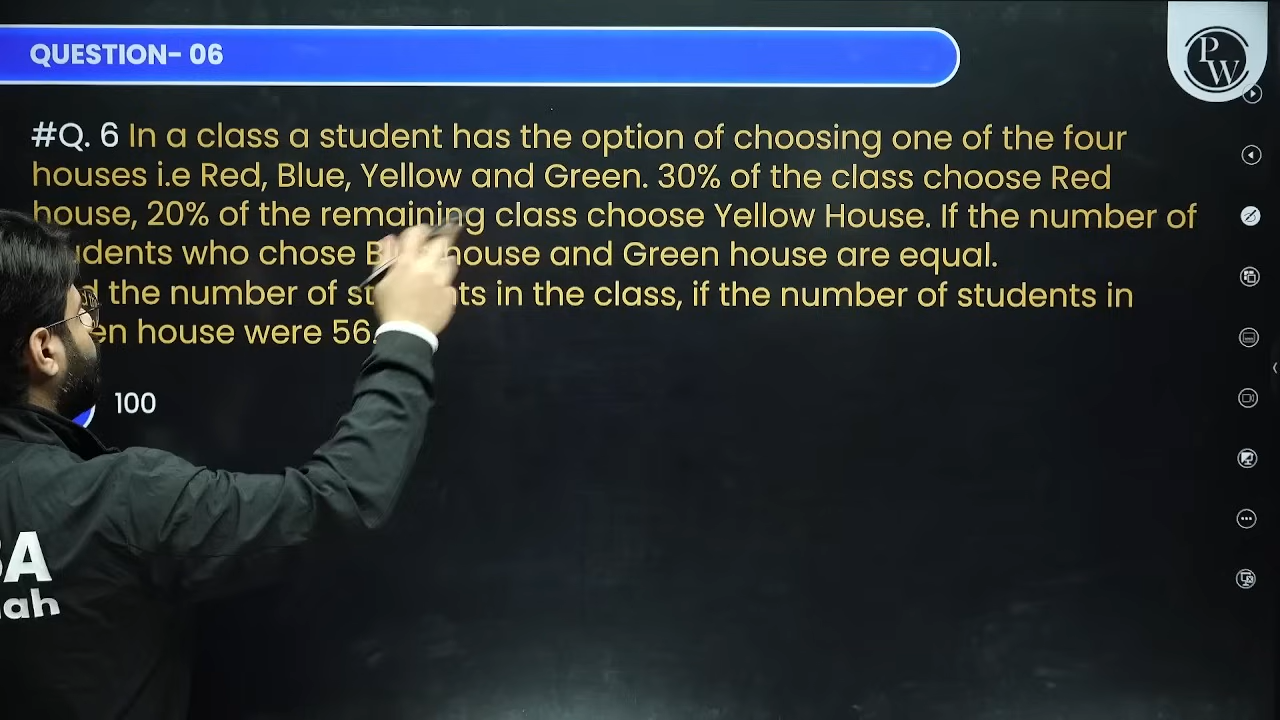 QUESTION- 06
P
W
#Q. 6 In a class a student has the option of choosing one of the four
houses i.e Red, Blue, Yellow and Green. 30% of the class choose Red
house, 20% of the remaining class choose Yellow House. If the number of
who chose house and Green house are equal.
the number of in the class, if the number of students in
house were 56.
100